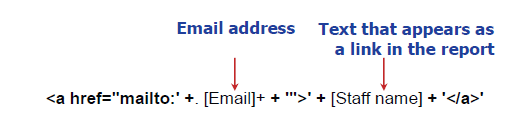 Email address
Text that appears as
a link in the report
<a href="mailto:' +. [Email]+ + '">' + [Staff name] + '</a>'